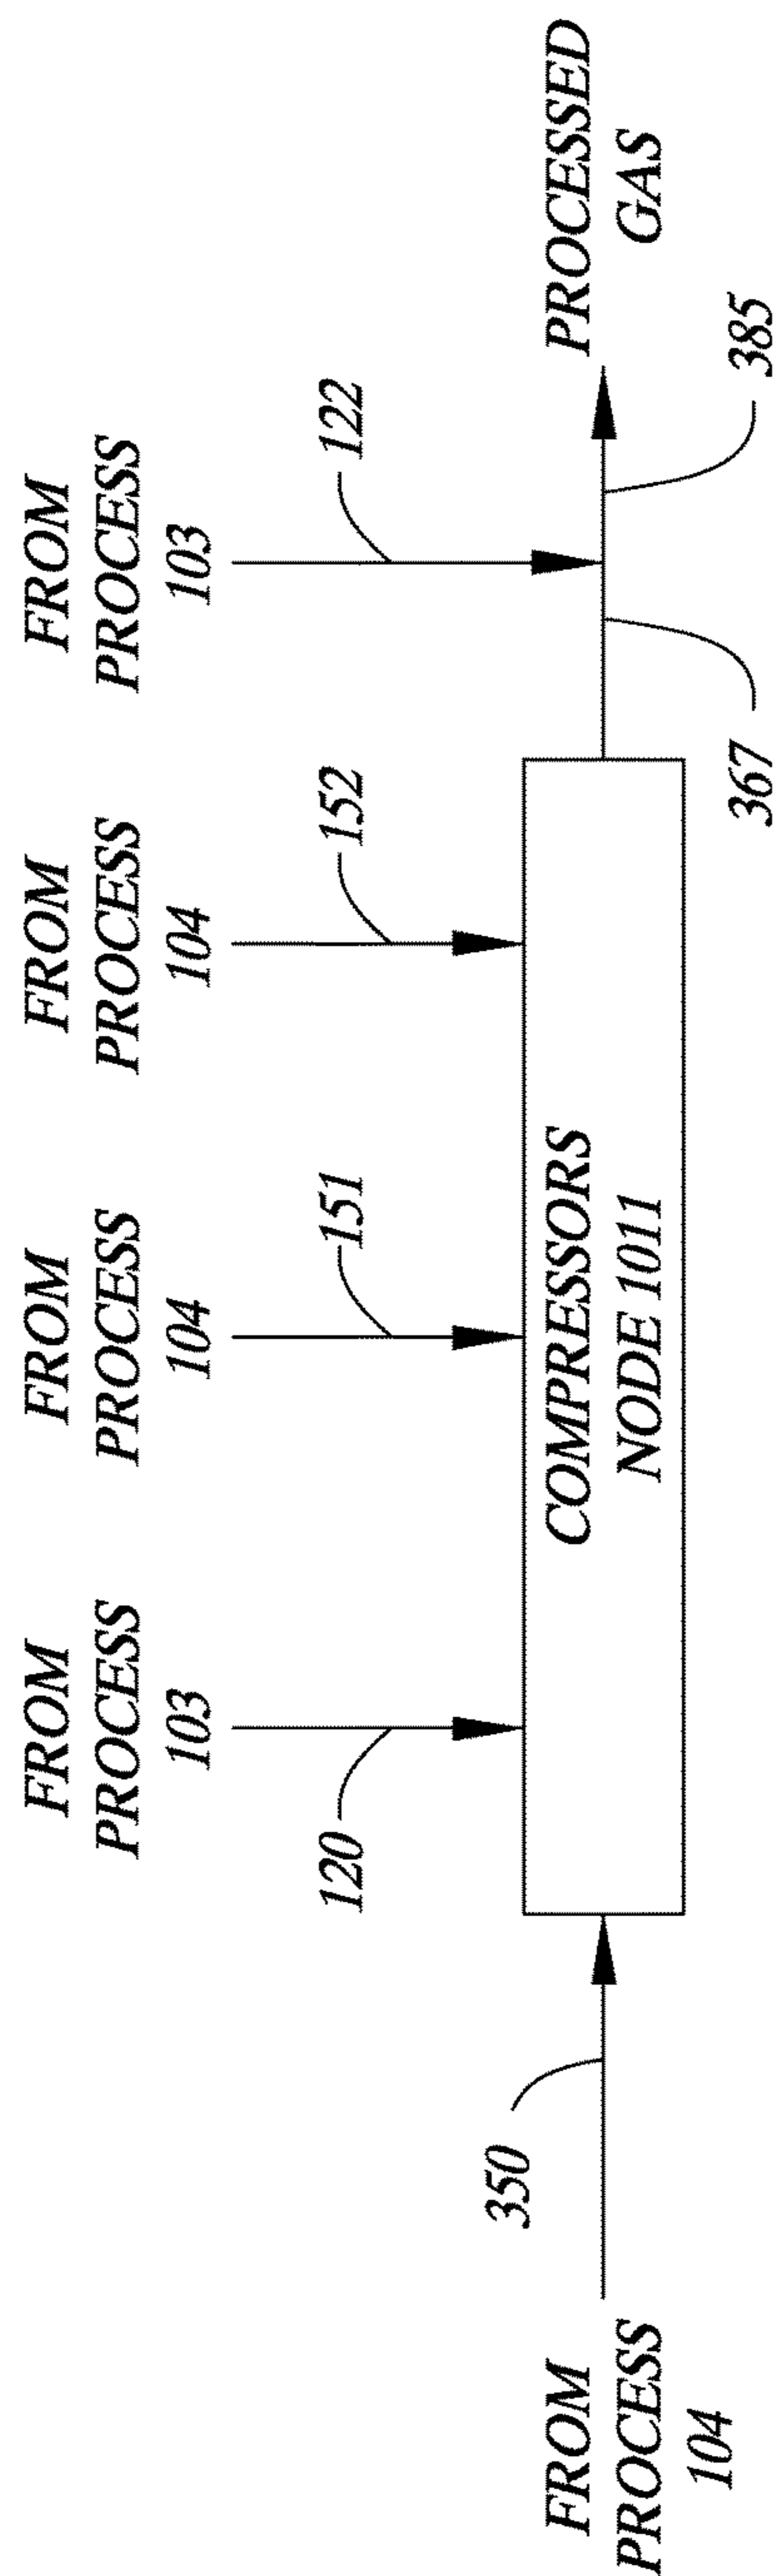 FROM
PROCESS
103
FROM
PROCESS
104
FROM
PROCESS
104
FROM
PROCESS
103
120
151
152
122
350
FROM
PROCESS
104
COMPRESSORS
NODE 1011
PROCESSED
GAS
367
385